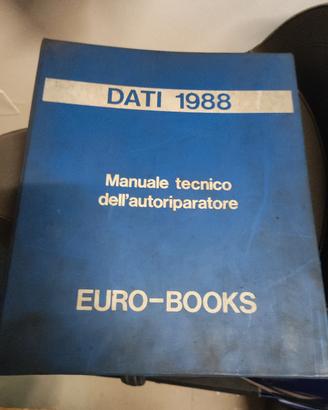 DATI 1988
Manuale tecnico
dell'autoriparatore
EURO-BOOKS